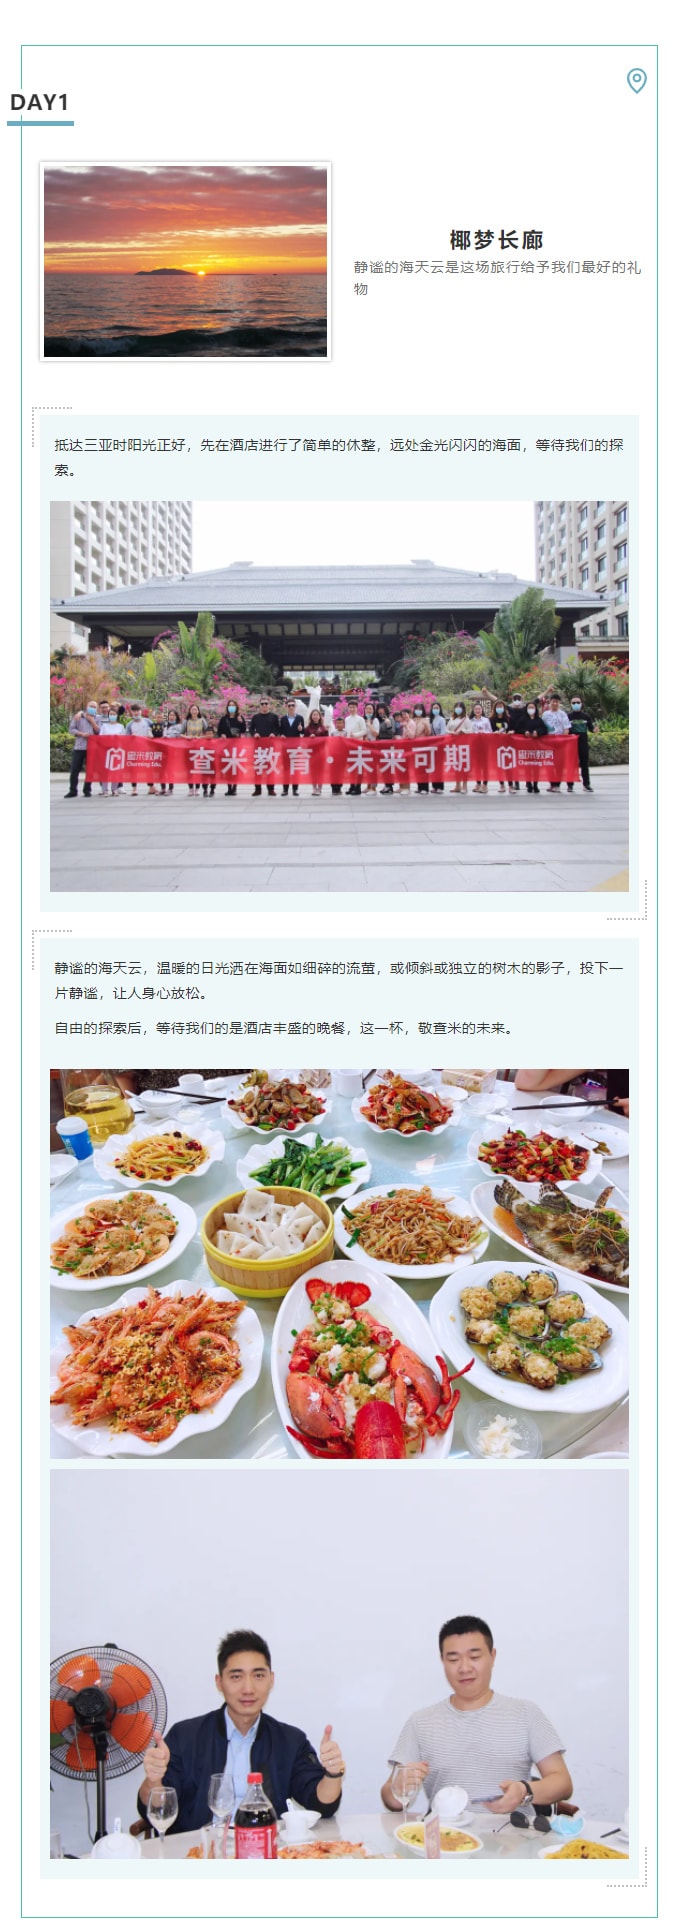 DAY1
椰梦长廊
静谧的海天云是这场旅行给予我们最好的礼
物
抵达三亚时阳光正好，先在酒店进行了简单的休整，远处金光闪闪的海面，等待我们的探
索。
查米教育
Charming Edu.
查米教育·未来可期
查米教育
Charming Edu.
静谧的海天云，温暖的日光洒在海面如细碎的流萤，或倾斜或独立的树木的影子，投下一
片静谧，让人身心放松。
自由的探索后，等待我们的是酒店丰盛的晚餐，这一杯，敬查米的未来。